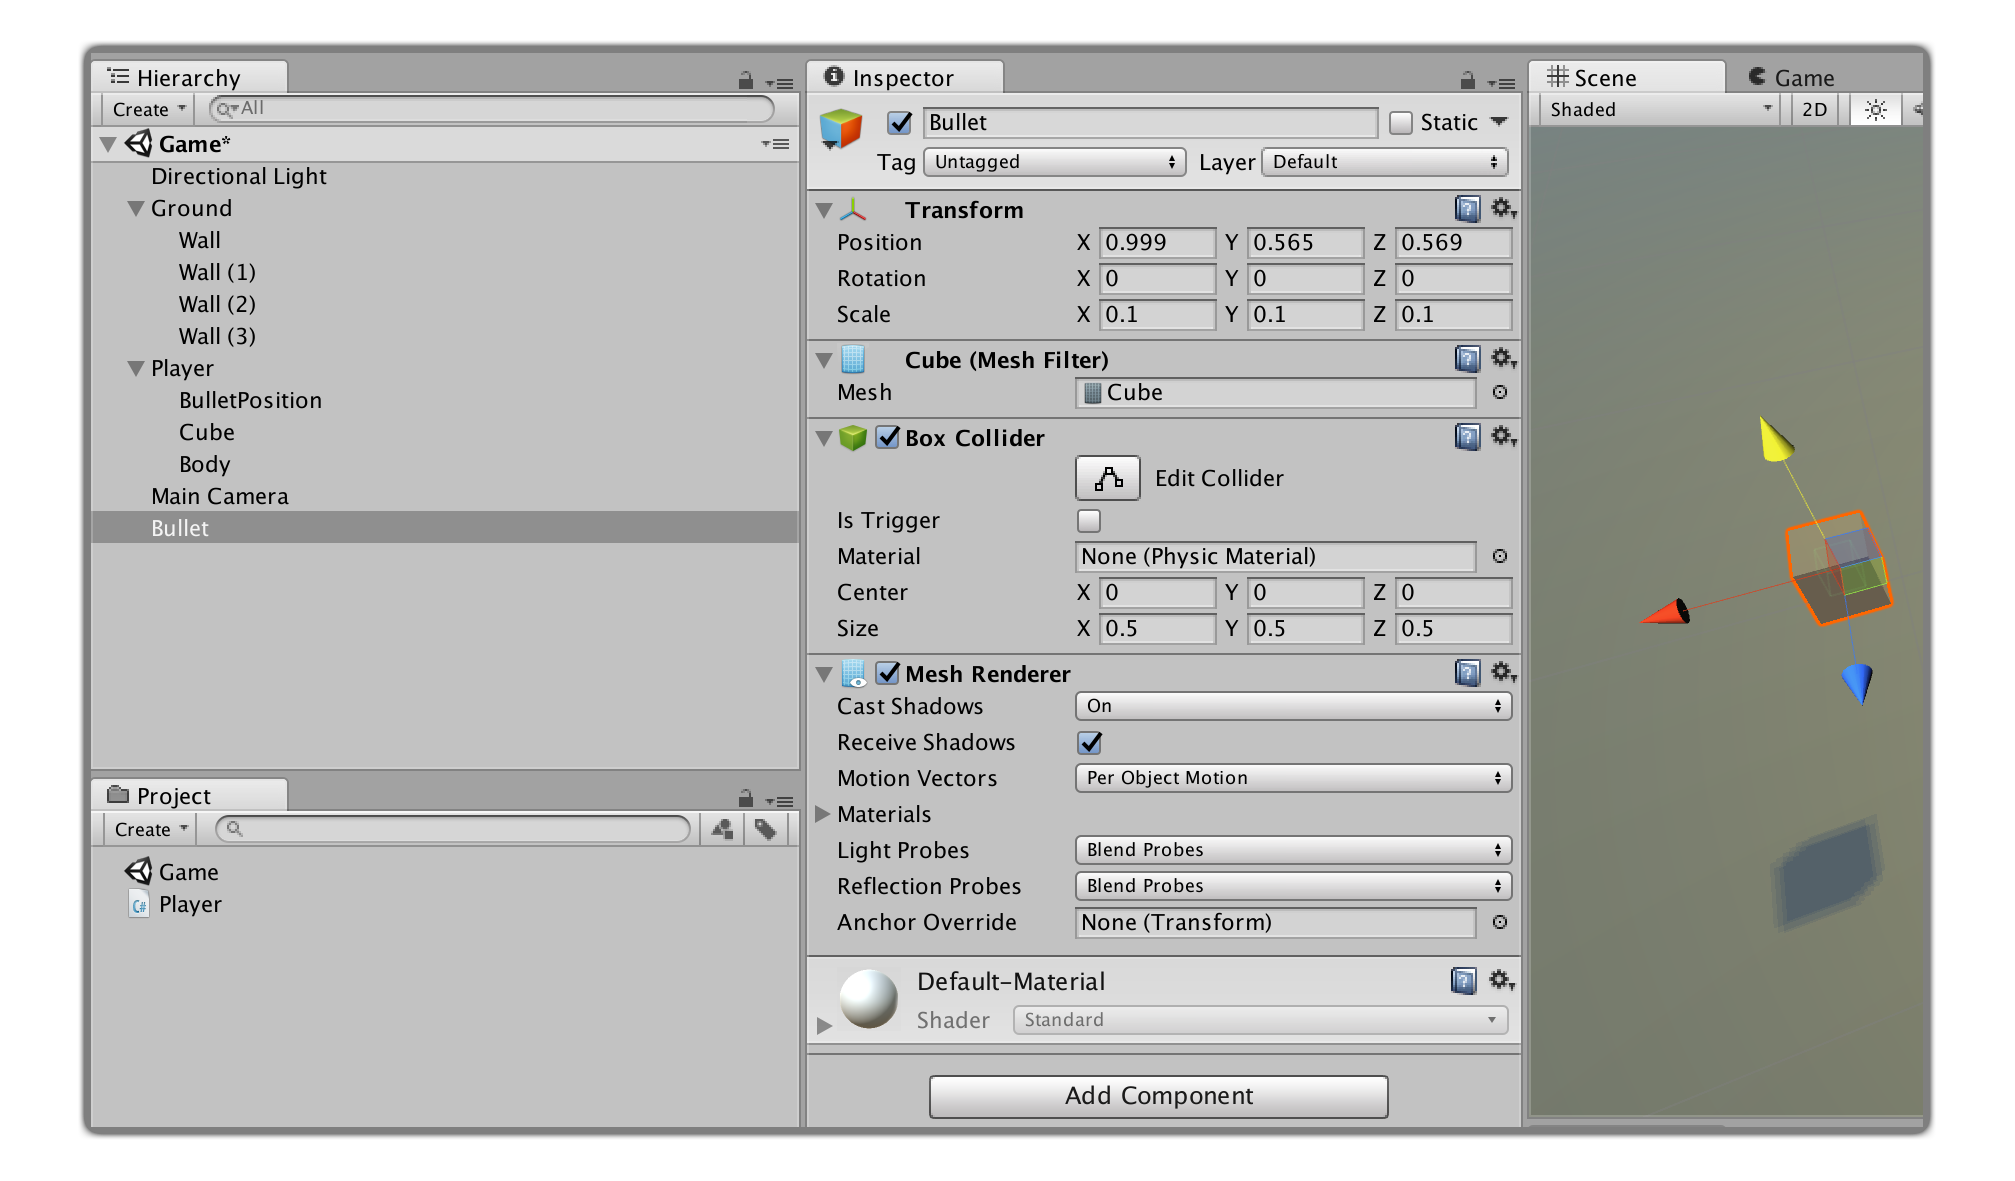 Hierarchy
Create
All
Game*
Directional Light
Ground
Wall
Wall (1)
Wall (2)
Wall (3)
Player
BulletPosition
Cube
Body
Main Camera
Bullet
Project
Create
Game
C#
Player
Inspector
Bullet
Static
Tag Untagged Layer Default
Transform
Position X 0.999 Y 0.565 Z 0.569
Rotation X 0 Y 0 Z 0
Scale X 0.1 Y 0.1 Z 0.1
Cube (Mesh Filter)
Mesh Cube
Box Collider
Edit Collider
Is Trigger
Material None (Physic Material)
Center X 0 Y 0 Z 0
Size X 0.5 Y 0.5 Z 0.5
Mesh Renderer
Cast Shadows On
Receive Shadows
Motion Vectors Per Object Motion
Materials
Light Probes Blend Probes
Reflection Probes Blend Probes
Anchor Override None (Transform)
Default-Material
Shader Standard
Add Component
Scene Game
Shaded 2D